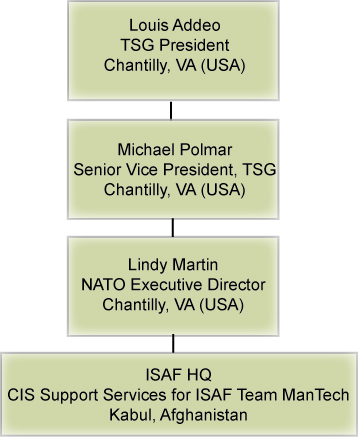 Louis Addeo
TSG President
Chantilly, VA (USA)
Michael Polmar
Senior Vice President, TSG
Chantilly, VA (USA)
Lindy Martin
NATO Executive Director
Chantilly, VA (USA)
ISAF HQ
CIS Support Services for ISAF Team ManTech
Kabul, Afghanistan